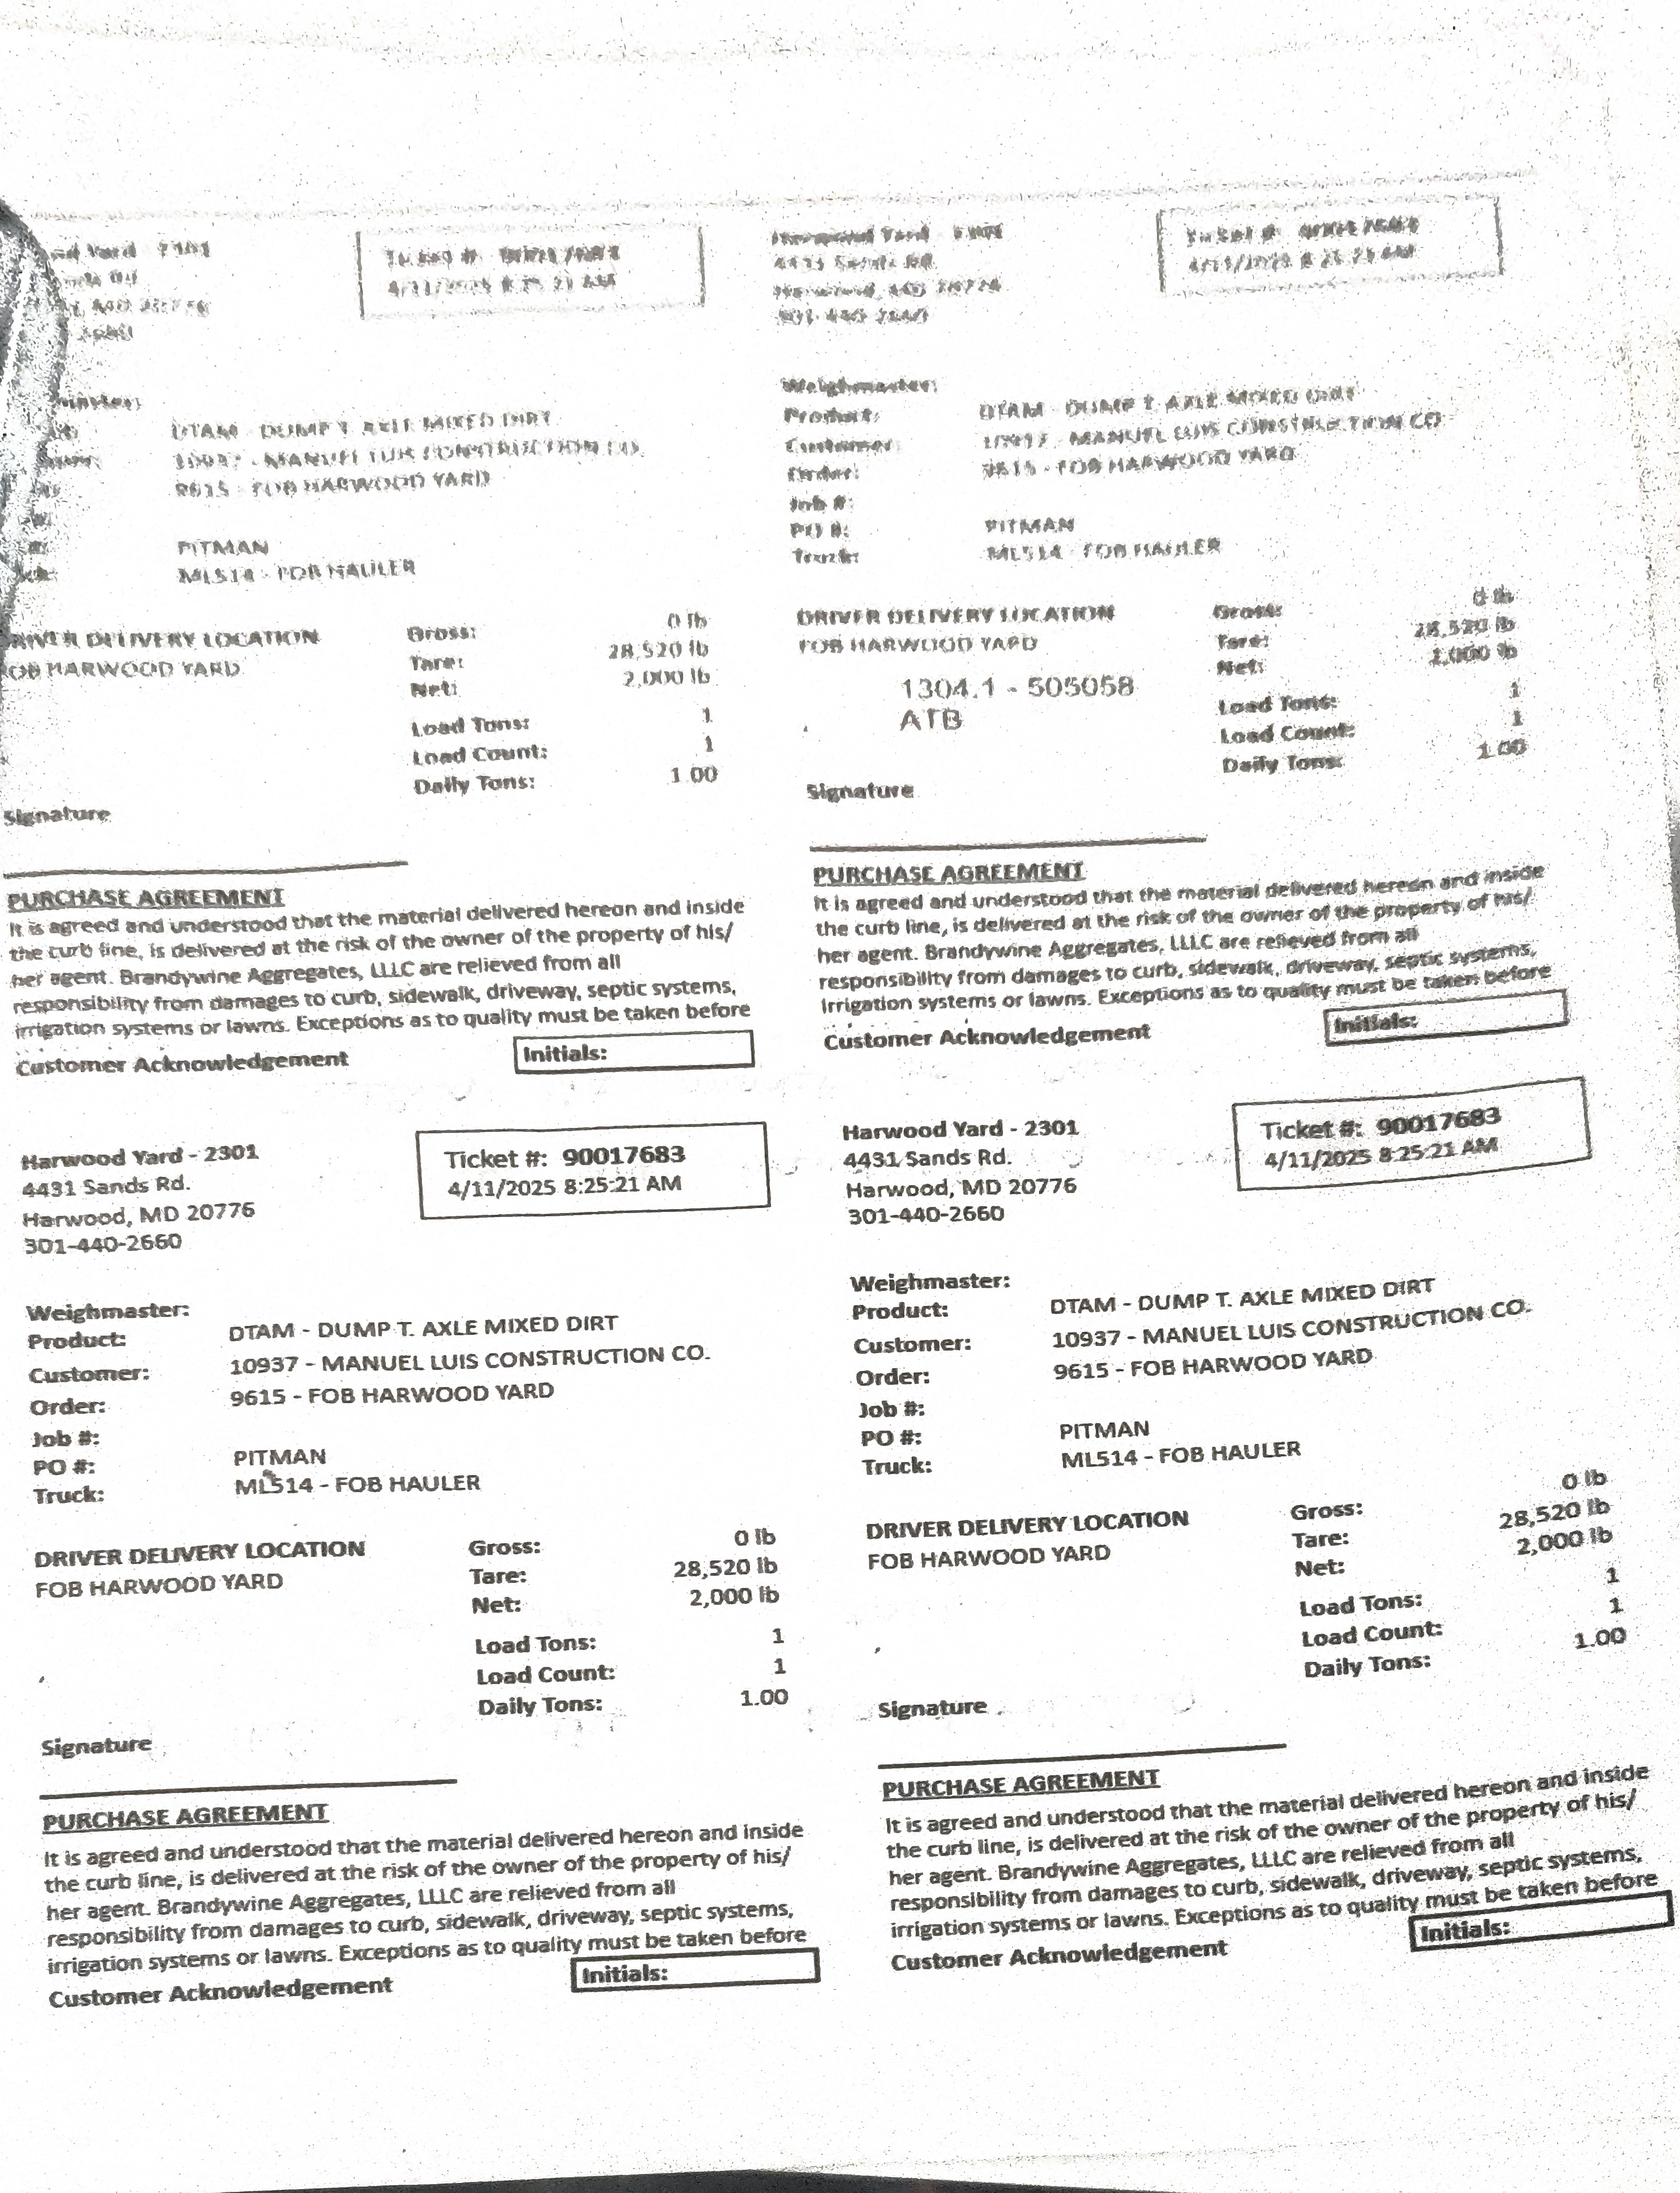 Ticket #:
4/11/2025 8:25:21 AM
DTAM - DUMP T. AXLE MIXED DIRT
10937 - MANUEL LUIS CONSTRUCTION CO.
9615 - FOB HARWOOD YARD
PITMAN
ML514 - FOB HAULER
DRIVER DELIVERY LOCATION
FOB HARWOOD YARD
Gross: 0 lb
Tare: 28,520 lb
Net: 2,000 lb
Load Tons: 1
Load Count: 1
Daily Tons: 1.00
Signature
PURCHASE AGREEMENT
It is agreed and understood that the material delivered hereon and inside
the curb line, is delivered at the risk of the owner of the property of his/
her agent. Brandywine Aggregates, LLLC are relieved from all
responsibility from damages to curb, sidewalk, driveway, septic systems,
irrigation systems or lawns. Exceptions as to quality must be taken before
Customer Acknowledgement
Initials:
Harwood Yard
4431 Sands Rd.
Harwood, MD 20776
301-440-2660
Ticket #:
4/11/2025 8:25:21 AM
Weighmaster:
Product: DTAM - DUMP T. AXLE MIXED DIRT
Customer: 10937 - MANUEL LUIS CONSTRUCTION CO.
Order: 9615 - FOB HARWOOD YARD
Job #:
PO #: PITMAN
Truck: ML514 - FOB HAULER
DRIVER DELIVERY LOCATION
FOB HARWOOD YARD
1304.1 - 505058
ATB
Gross: 0 lb
Tare: 28,520 lb
Net: 2,000 lb
Load Tons: 1
Load Count: 1
Daily Tons: 1.00
Signature
PURCHASE AGREEMENT
It is agreed and understood that the material delivered hereon and inside
the curb line, is delivered at the risk of the owner of the property of his/
her agent. Brandywine Aggregates, LLLC are relieved from all
responsibility from damages to curb, sidewalk, driveway, septic systems,
irrigation systems or lawns. Exceptions as to quality must be taken before
Customer Acknowledgement
Initials:
Harwood Yard - 2301
4431 Sands Rd.
Harwood, MD 20776
301-440-2660
Ticket #: 90017683
4/11/2025 8:25:21 AM
Weighmaster:
Product: DTAM - DUMP T. AXLE MIXED DIRT
Customer: 10937 - MANUEL LUIS CONSTRUCTION CO.
Order: 9615 - FOB HARWOOD YARD
Job #:
PO #: PITMAN
Truck: ML514 - FOB HAULER
DRIVER DELIVERY LOCATION
FOB HARWOOD YARD
Gross: 0 lb
Tare: 28,520 lb
Net: 2,000 lb
Load Tons: 1
Load Count: 1
Daily Tons: 1.00
Signature
PURCHASE AGREEMENT
It is agreed and understood that the material delivered hereon and inside
the curb line, is delivered at the risk of the owner of the property of his/
her agent. Brandywine Aggregates, LLLC are relieved from all
responsibility from damages to curb, sidewalk, driveway, septic systems,
irrigation systems or lawns. Exceptions as to quality must be taken before
Customer Acknowledgement
Initials:
Harwood Yard - 2301
4431 Sands Rd.
Harwood, MD 20776
301-440-2660
Ticket #: 90017683
4/11/2025 8:25:21 AM
Weighmaster:
Product: DTAM - DUMP T. AXLE MIXED DIRT
Customer: 10937 - MANUEL LUIS CONSTRUCTION CO.
Order: 9615 - FOB HARWOOD YARD
Job #:
PO #: PITMAN
Truck: ML514 - FOB HAULER
DRIVER DELIVERY LOCATION
FOB HARWOOD YARD
Gross: 0 lb
Tare: 28,520 lb
Net: 2,000 lb
Load Tons: 1
Load Count: 1
Daily Tons: 1.00
Signature
PURCHASE AGREEMENT
It is agreed and understood that the material delivered hereon and inside
the curb line, is delivered at the risk of the owner of the property of his/
her agent. Brandywine Aggregates, LLLC are relieved from all
responsibility from damages to curb, sidewalk, driveway, septic systems,
irrigation systems or lawns. Exceptions as to quality must be taken before
Customer Acknowledgement
Initials: